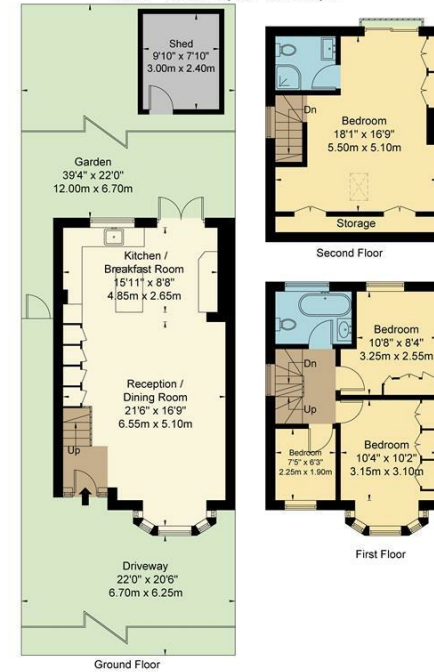 Shed
9'10" x 7'10"
3.00m x 2.40m
Garden
39'4" x 22'0"
12.00m x 6.70m
Kitchen /
Breakfast Room
15'11" x 8'8"
4.85m x 2.65m
Reception /
Dining Room
21'6" x 16'9"
6.55m x 5.10m
Up
Driveway
22'0" x 20'6"
6.70m x 6.25m
Ground Floor
Dn
Bedroom
18'1" x 16'9"
5.50m x 5.10m
Storage
Second Floor
Bedroom
10'8" x 8'4"
3.25m x 2.55m
Dn
Up
Bedroom
7'5" x 6'3"
2.25m x 1.90m
Bedroom
10'4" x 10'2"
3.15m x 3.10m
First Floor